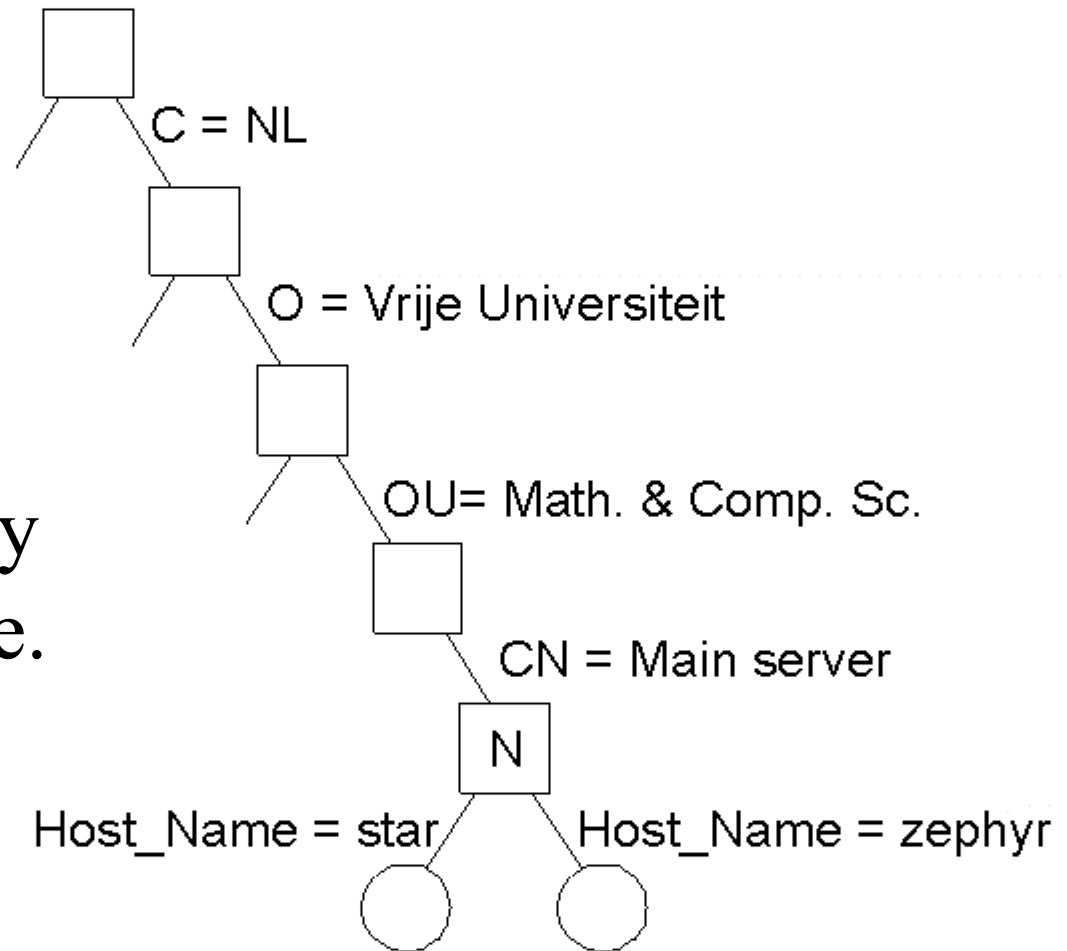 C = NL
O = Vrije Universiteit
OU= Math. & Comp. Sc.
y
e.
CN = Main server
N
Host_Name = star
Host_Name = zephyr